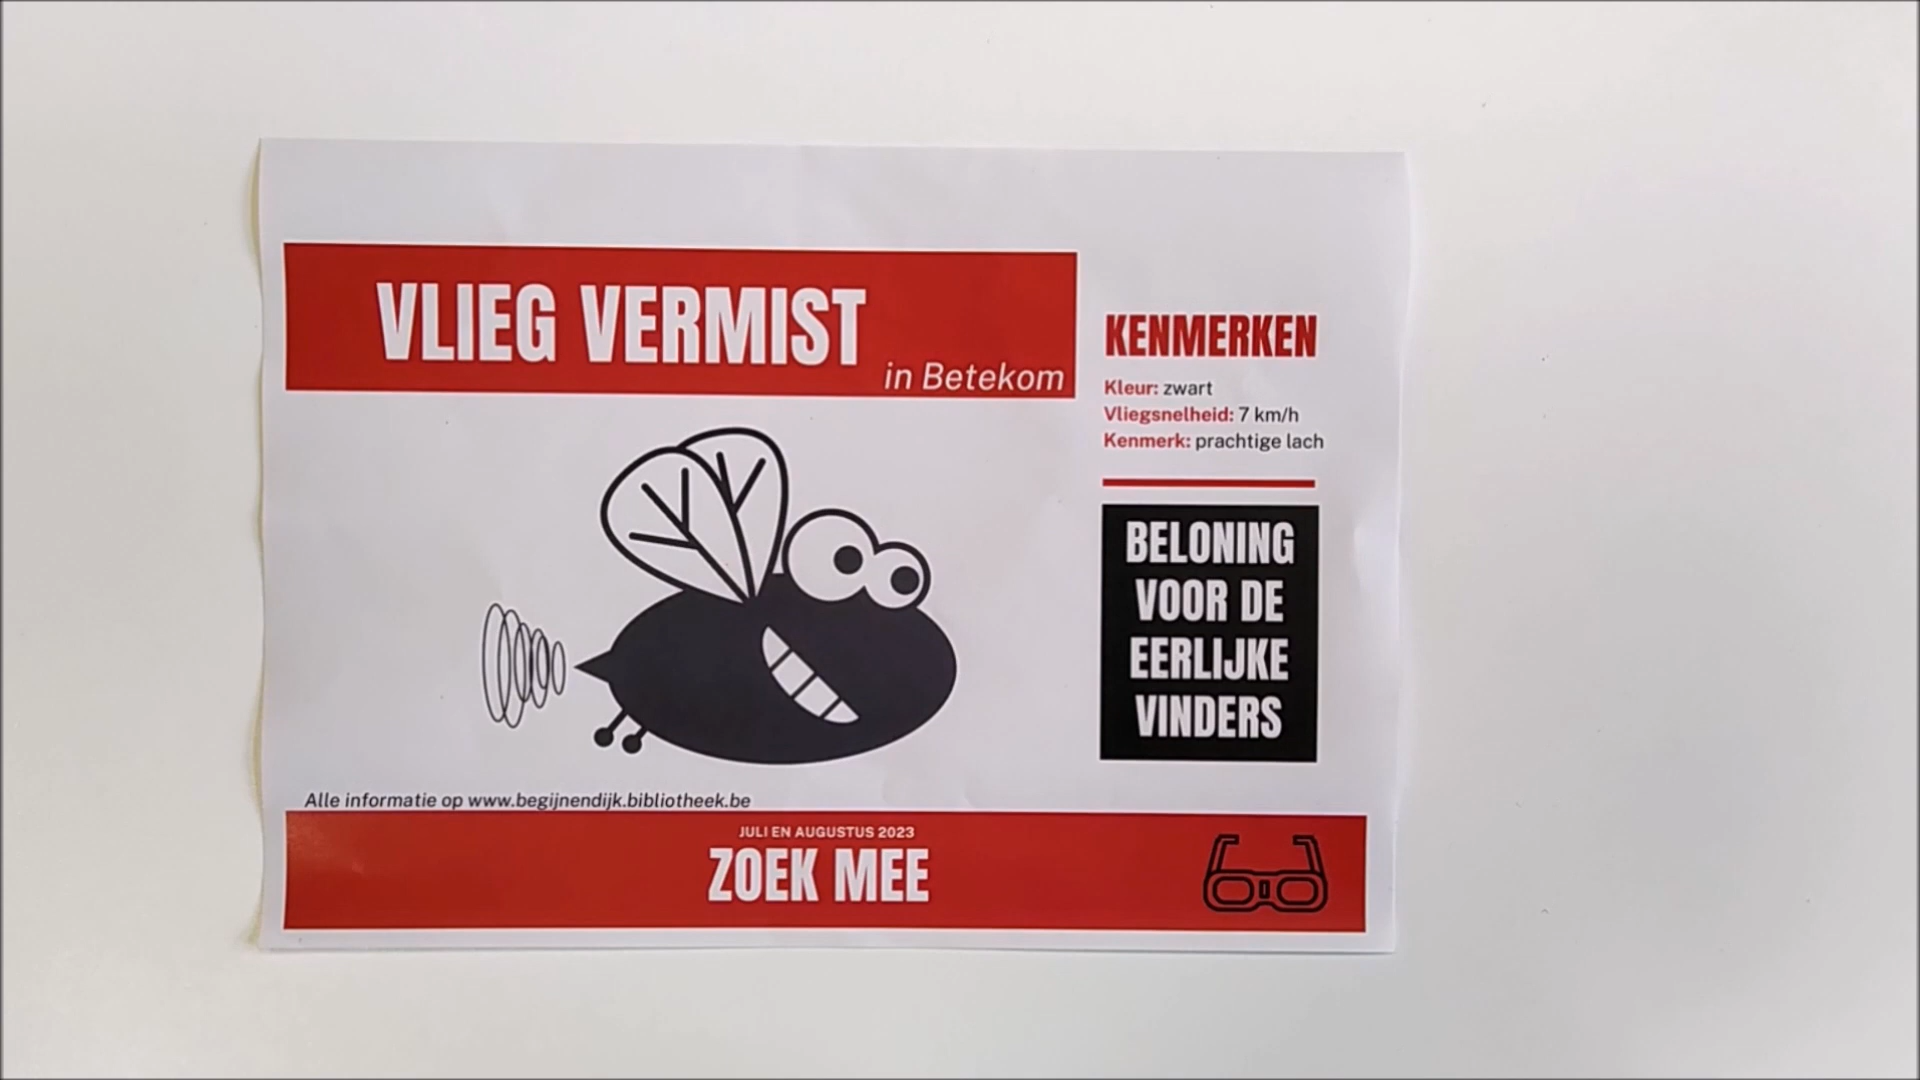 VLIEG VERMIST
in Betekom
KENMERKEN
Kleur: zwart
Vliegsnelheid: 7 km/h
Kenmerk: prachtige lach
BELONING
VOOR DE
EERLIJKE
VINDERS
Alle informatie op www.begijnendijk.bibliotheek.be
JULI EN AUGUSTUS 2023
ZOEK MEE